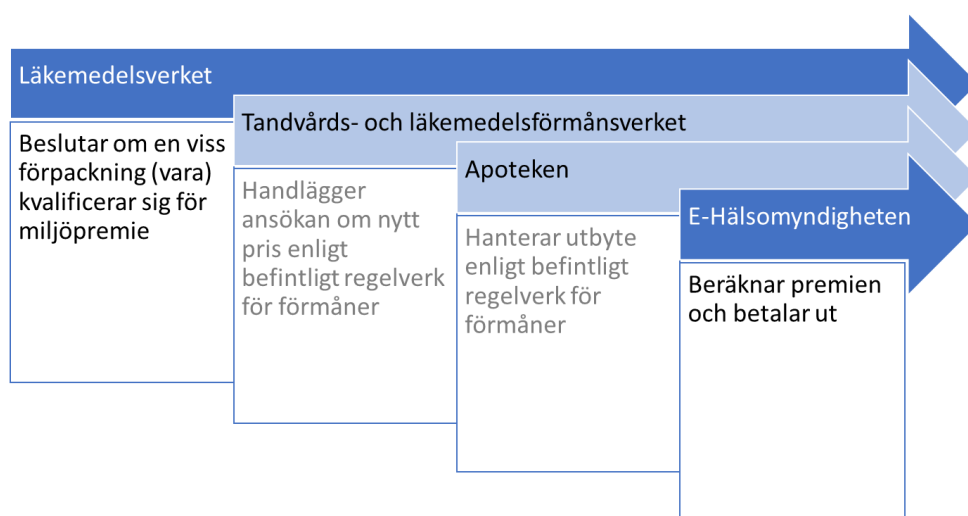 Läkemedelsverket
Beslutar om en viss
förpackning (vara)
kvalificerar sig för
miljöpremie
Tandvårds- och läkemedelsförmånsverket
Handlägger
ansökan om nytt
pris enligt
befintligt regelverk
för förmåner
Apoteken
Hanterar utbyte
enligt befintligt
regelverk för
förmåner
E-Hälsomyndigheten
Beräknar premien
och betalar ut